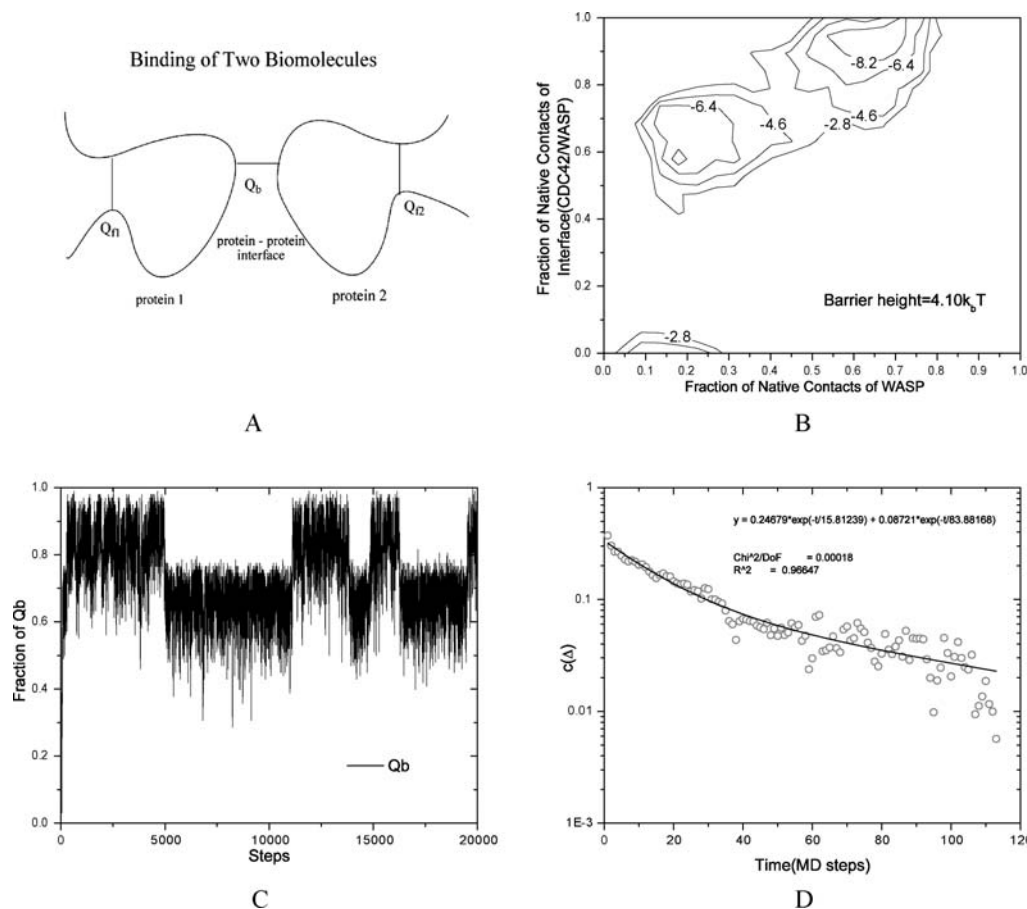 Binding of Two Biomolecules
Qf1
Qb
Qf2
protein - protein
interface
protein 1
protein 2
A
Fraction of Native Contacts of
Interface(CDC42/WASP)
1.0
0.8
0.6
0.4
0.2
0.0
-8.2
-6.4
-4.6
-2.8
-6.4
-4.6
-2.8
Barrier height=4.10kbT
0.0 0.1 0.2 0.3 0.4 0.5 0.6 0.7 0.8 0.9 1.0
Fraction of Native Contacts of WASP
B
Fraction of Qb
1.0
0.8
0.6
0.4
0.2
0.0
Qb
0 5000 10000 15000 20000
Steps
C
c(Δ)
1
0.1
0.01
1E-3
y = 0.24679*exp(-t/15.81239) + 0.08721*exp(-t/83.88168)
Chi^2/DoF = 0.00018
R^2 = 0.96647
0 20 40 60 80 100 120
Time(MD steps)
D